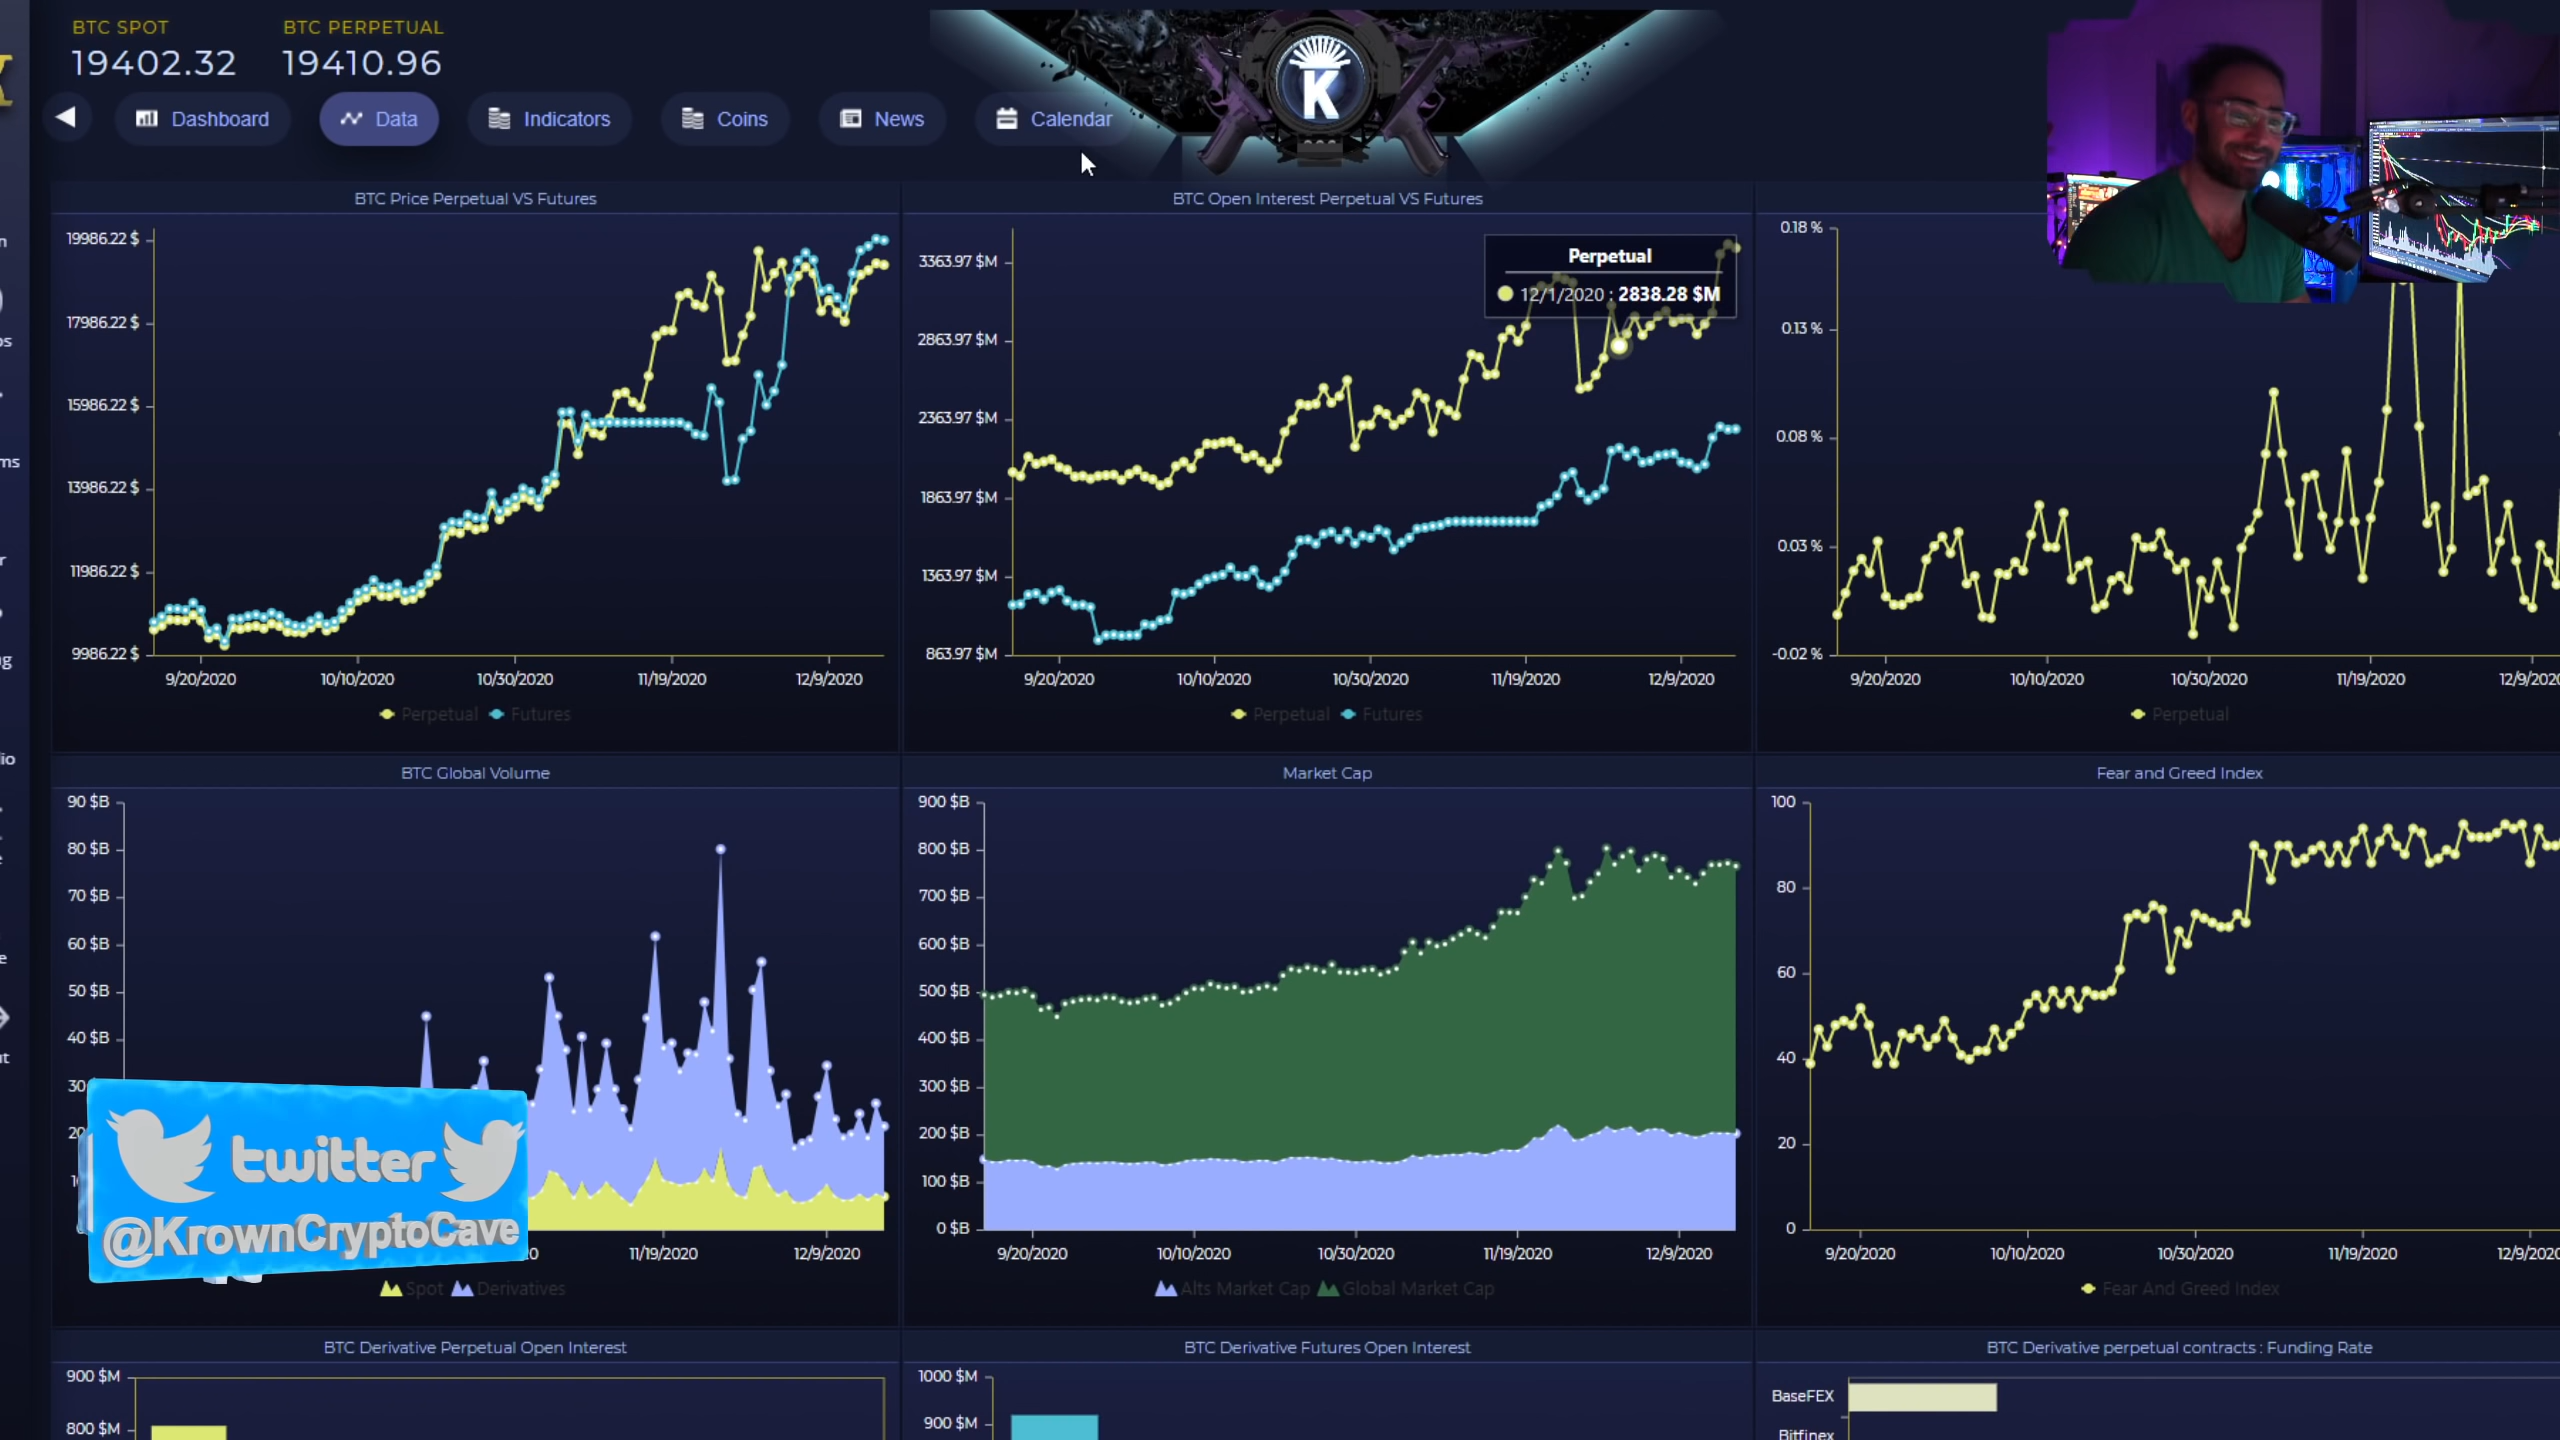 BTC SPOT
19402.32
BTC PERPETUAL
19410.96
Dashboard
Data
Indicators
Coins
News
Calendar
K
BTC Price Perpetual VS Futures
19986.22 $
17986.22 $
15986.22 $
13986.22 $
11986.22 $
9986.22 $
9/20/2020
10/10/2020
10/30/2020
11/19/2020
12/9/2020
Perpetual
Futures
BTC Open Interest Perpetual VS Futures
3363.97 $M
2863.97 $M
2363.97 $M
1863.97 $M
1363.97 $M
863.97 $M
Perpetual
12/1/2020 : 2838.28 $M
9/20/2020
10/10/2020
10/30/2020
11/19/2020
12/9/2020
Perpetual
Futures
0.18 %
0.13 %
0.08 %
0.03 %
-0.02 %
9/20/2020
10/10/2020
10/30/2020
11/19/2020
Perpetual
BTC Global Volume
90 $B
80 $B
70 $B
60 $B
50 $B
40 $B
30
20
11/19/2020
12/9/2020
Spot
Derivatives
twitter
@KrownCryptoCave
Market Cap
900 $B
800 $B
700 $B
600 $B
500 $B
400 $B
300 $B
200 $B
100 $B
0 $B
9/20/2020
10/10/2020
10/30/2020
11/19/2020
12/9/2020
Alts Market Cap
Global Market Cap
Fear and Greed Index
100
80
60
40
20
0
9/20/2020
10/10/2020
10/30/2020
11/19/2020
Fear And Greed Index
BTC Derivative Perpetual Open Interest
900 $M
800 $M
BTC Derivative Futures Open Interest
1000 $M
900 $M
BTC Derivative perpetual contracts : Funding Rate
BaseFEX
Bitfinex